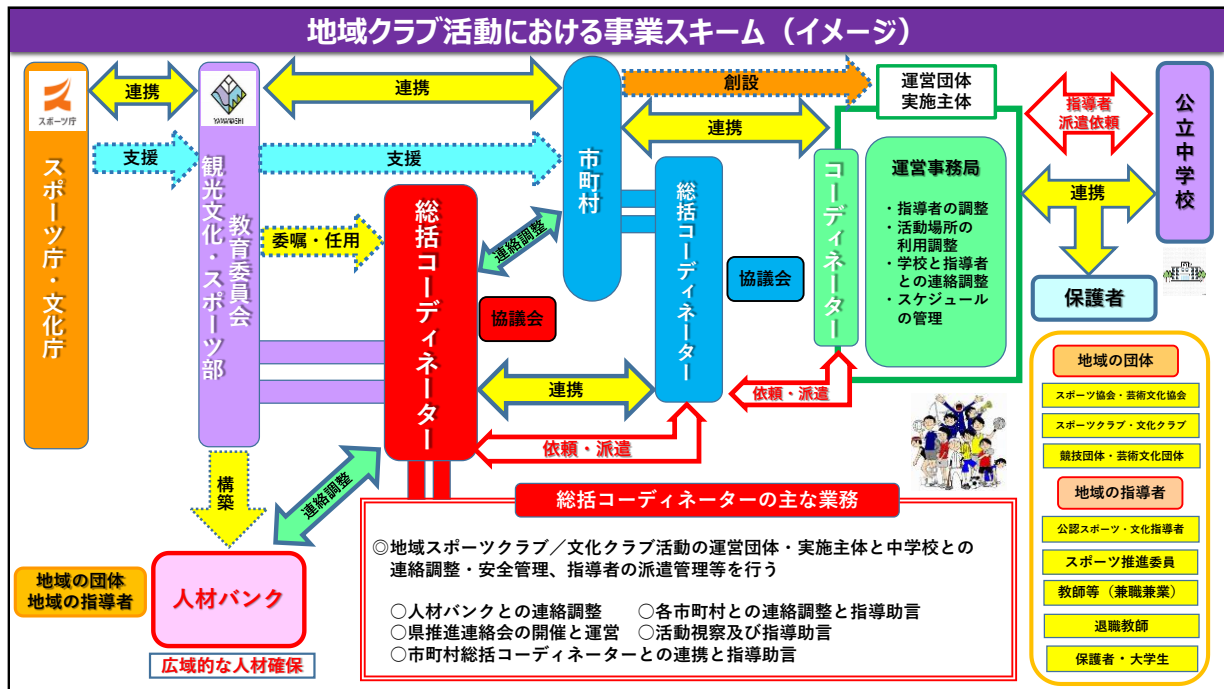 地域クラブ活動における事業スキーム（イメージ）
スポーツ庁
スポーツ庁・文化庁
連携
支援
YAMANASHI
教育委員会
観光文化・スポーツ部
連携
支援
委嘱・任用
構築
総括コーディネーター
協議会
連絡調整
連絡調整
市町村
総括コーディネーター
協議会
連携
依頼・派遣
創設
連携
依頼・派遣
運営団体
実施主体
コーディネーター
運営事務局
・指導者の調整
・活動場所の
利用調整
・学校と指導者
との連絡調整
・スケジュール
の管理
指導者
派遣依頼
連携
公立中学校
保護者
地域の団体
スポーツ協会・芸術文化協会
スポーツクラブ・文化クラブ
競技団体・芸術文化団体
地域の指導者
公認スポーツ・文化指導者
スポーツ推進委員
教師等（兼職兼業）
退職教師
保護者・大学生
地域の団体
地域の指導者
人材バンク
広域的な人材確保
総括コーディネーターの主な業務
◎地域スポーツクラブ／文化クラブ活動の運営団体・実施主体と中学校との
連絡調整・安全管理、指導者の派遣管理等を行う
○人材バンクとの連絡調整　○各市町村との連絡調整と指導助言
○県推進連絡会の開催と運営　○活動視察及び指導助言
○市町村総括コーディネーターとの連携と指導助言